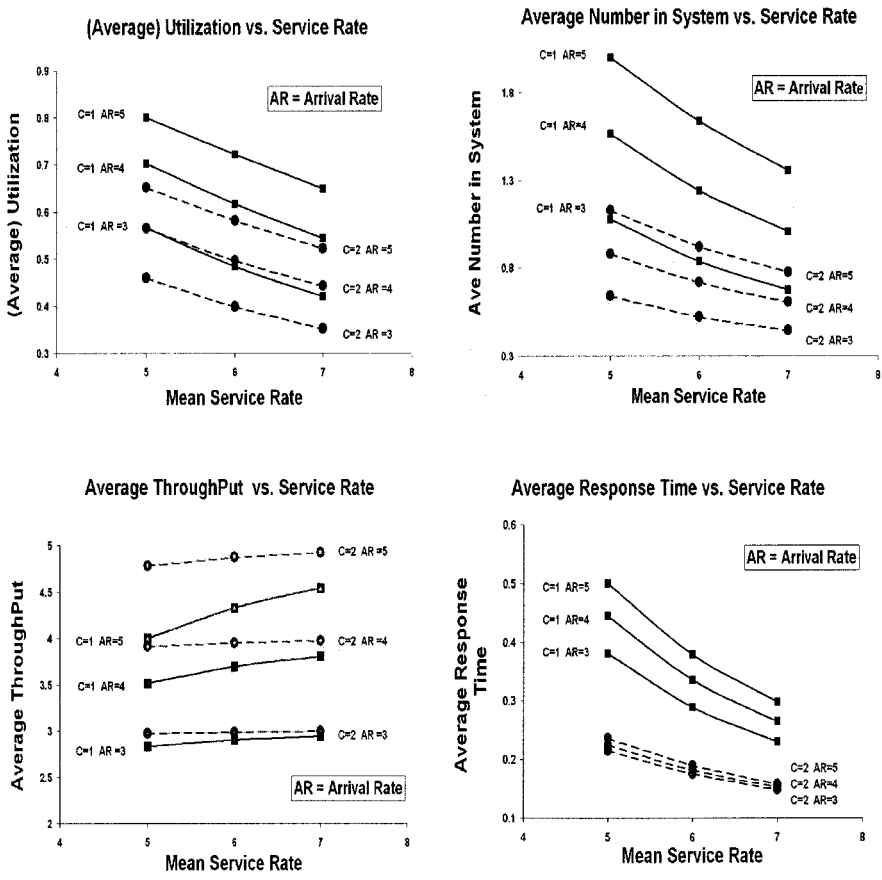 (Average) Utilization vs. Service Rate
0.9
0.8
0.7
0.6
0.5
0.4
0.3
(Average) Utilization
AR = Arrival Rate
C=1 AR=5
C=1 AR=4
C=1 AR =3
C=2 AR =5
C=2 AR =4
C=2 AR =3
4 5 6 7 8
Mean Service Rate
Average Number in System vs. Service Rate
1.8
1.3
0.8
0.3
Ave Number in System
AR = Arrival Rate
C=1 AR=5
C=1 AR=4
C=1 AR =3
C=2 AR=5
C=2 AR=4
C=2 AR=3
4 5 6 7 8
Mean Service Rate
Average ThroughPut vs. Service Rate
5
4.5
4
3.5
3
2.5
2
Average ThroughPut
C=2 AR=5
C=1 AR=5
C=2 AR=4
C=1 AR=4
C=2 AR=3
C=1 AR =3
AR = Arrival Rate
4 5 6 7 8
Mean Service Rate
Average Response Time vs. Service Rate
0.6
0.5
0.4
0.3
0.2
0.1
Average Response
Time
AR = Arrival Rate
C=1 AR=5
C=1 AR=4
C=1 AR=3
C=2 AR=5
C=2 AR=4
C=2 AR=3
4 5 6 7 8
Mean Service Rate